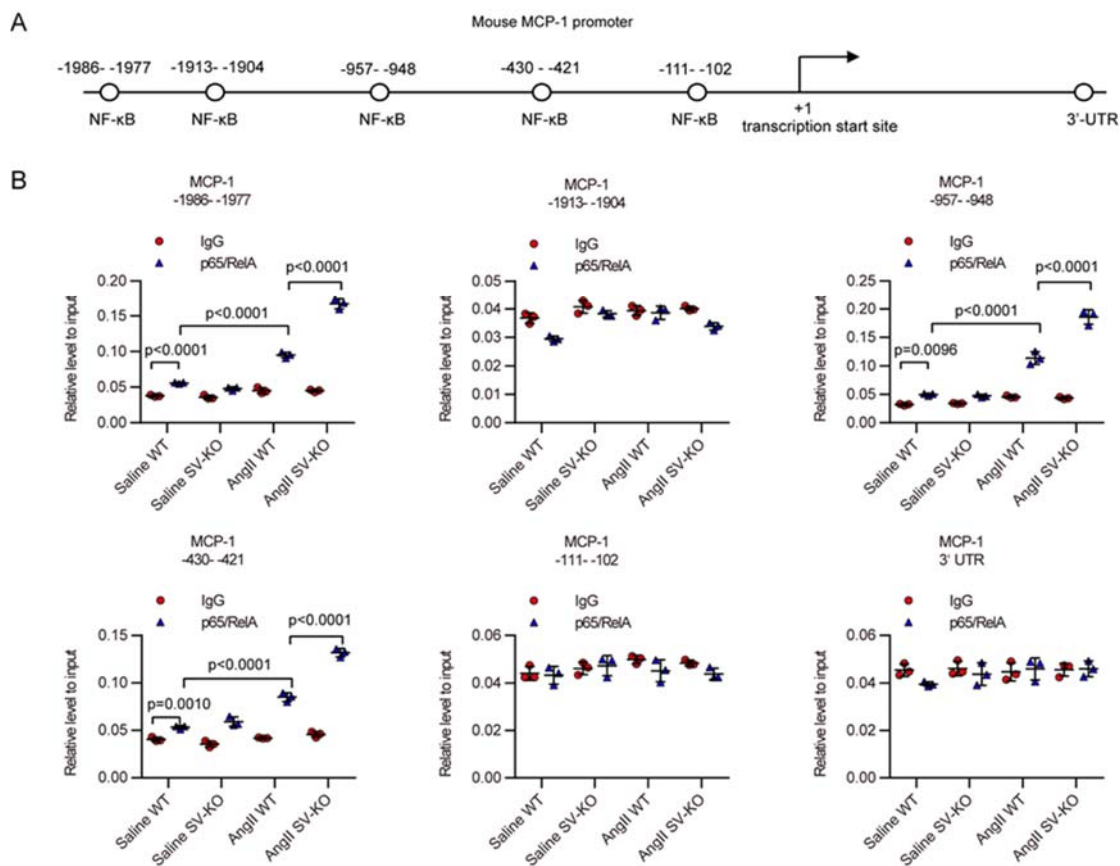 A
Mouse MCP-1 promoter
-1986- -1977 -1913- -1904 -957- -948 -430- -421 -111- -102
NF-κB NF-κB NF-κB NF-κB NF-κB +1 3'-UTR
transcription start site
B
MCP-1
-1986- -1977
IgG
p65/RelA
p<0.0001
p<0.0001
p<0.0001
Relative level to input
0.20
0.15
0.10
0.05
0.00
Saline WT
Saline SV-KO
AngII WT
AngII SV-KO
MCP-1
-1913- -1904
IgG
p65/RelA
Relative level to input
0.05
0.04
0.03
0.02
0.01
0.00
Saline WT
Saline SV-KO
AngII WT
AngII SV-KO
MCP-1
-957- -948
IgG
p65/RelA
p<0.0001
p<0.0001
p=0.0096
Relative level to input
0.20
0.15
0.10
0.05
0.00
Saline WT
Saline SV-KO
AngII WT
AngII SV-KO
MCP-1
-430- -421
IgG
p65/RelA
p<0.0001
p<0.0001
p=0.0010
Relative level to input
0.15
0.10
0.05
0.00
Saline WT
Saline SV-KO
AngII WT
AngII SV-KO
MCP-1
-111- -102
IgG
p65/RelA
Relative level to input
0.06
0.04
0.02
0.00
Saline WT
Saline SV-KO
AngII WT
AngII SV-KO
MCP-1
3' UTR
IgG
p65/RelA
Relative level to input
0.06
0.04
0.02
0.00
Saline WT
Saline SV-KO
AngII WT
AngII SV-KO